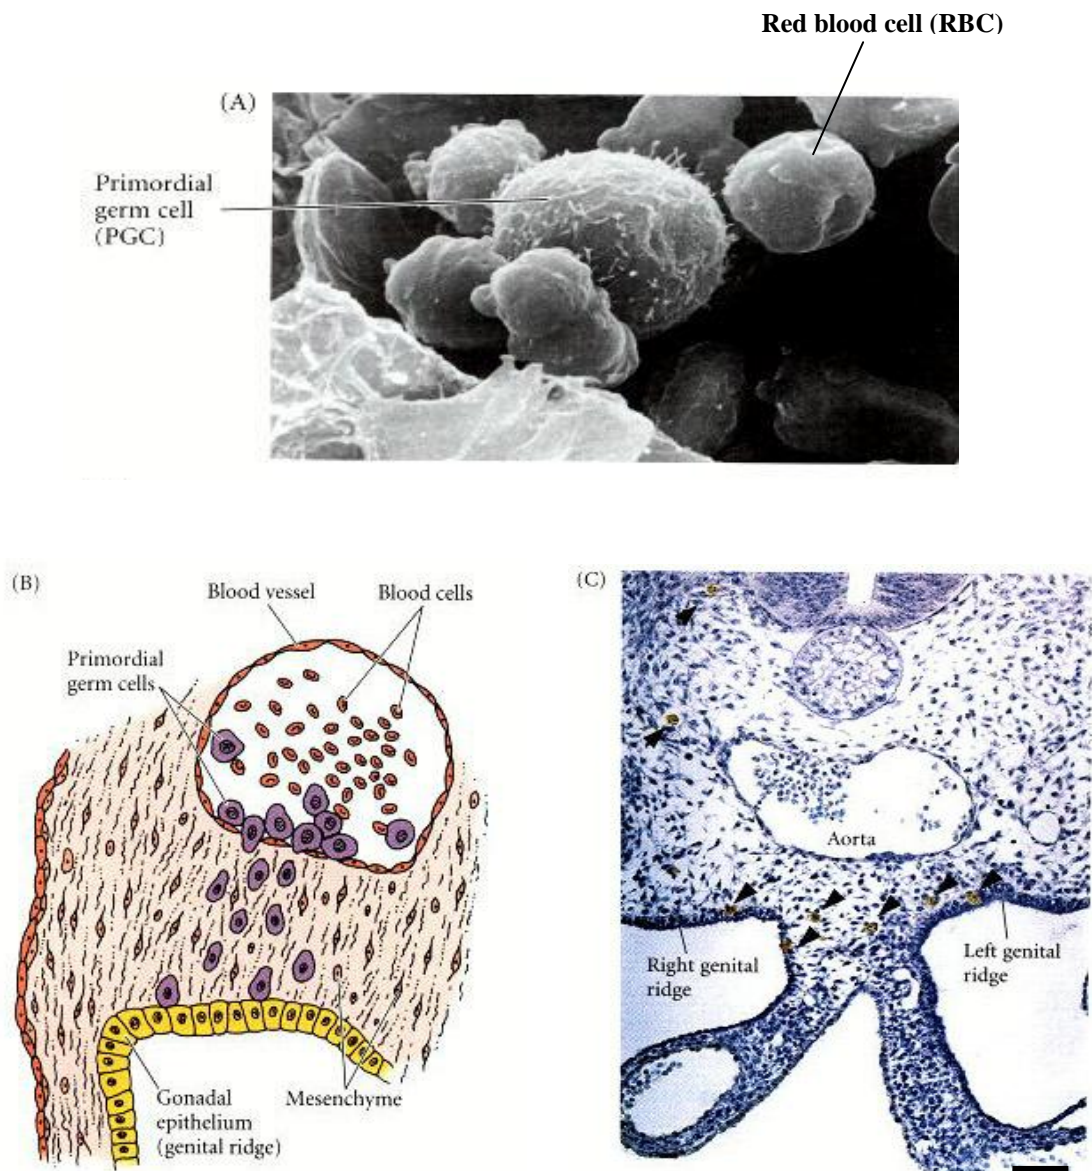 Red blood cell (RBC)
(A)
Primordial
germ cell
(PGC)
(B)
Blood vessel
Blood cells
Primordial
germ cells
Gonadal
epithelium
(genital ridge)
Mesenchyme
(C)
Aorta
Right genital
ridge
Left genital
ridge